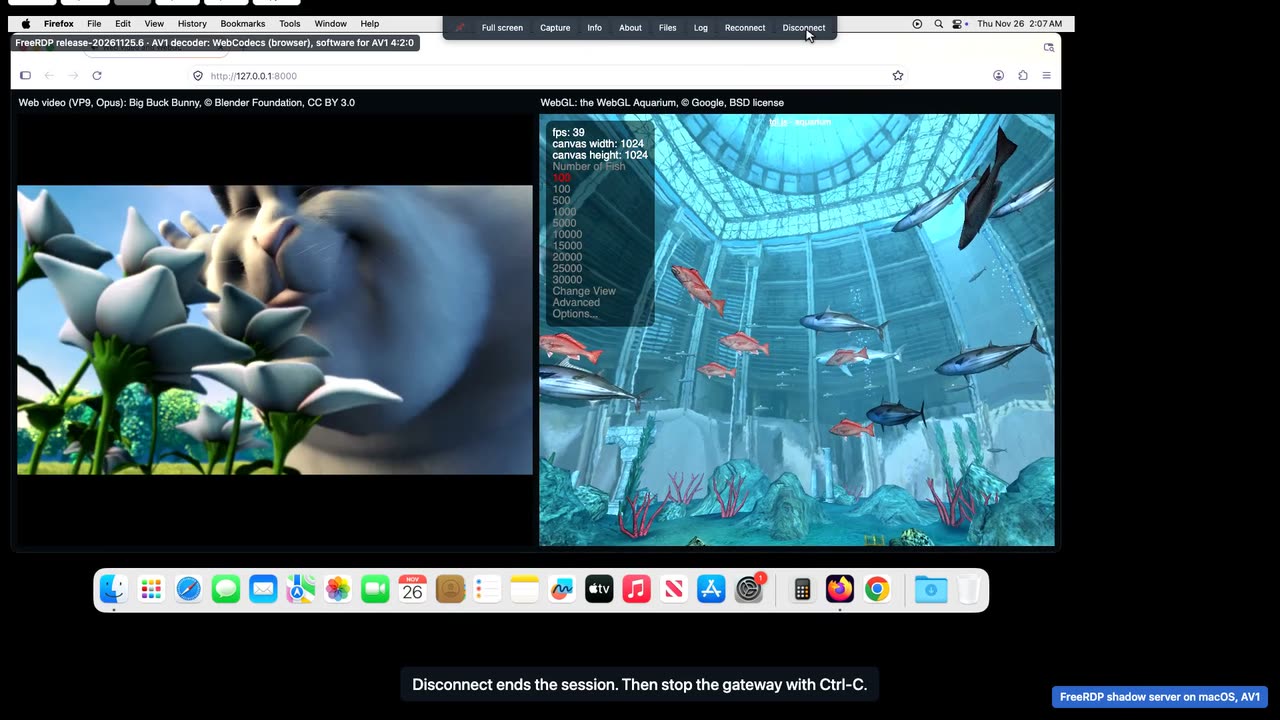 Firefox File Edit View History Bookmarks Tools Window Help
Full screen Capture Info About Files Log Reconnect Disconnect
Thu Nov 26 2:07 AM
FreeRDP release-20261125.6 · AV1 decoder: WebCodecs (browser), software for AV1 4:2:0
http://127.0.0.1:8000
Web video (VP9, Opus): Big Buck Bunny, © Blender Foundation, CC BY 3.0
WebGL: the WebGL Aquarium, © Google, BSD license
tdl.js - aquarium
fps: 39
canvas width: 1024
canvas height: 1024
Number of Fish
100
100
500
1000
5000
10000
15000
20000
25000
30000
Change View
Advanced
Options...
NOV
26
tv
1
Disconnect ends the session. Then stop the gateway with Ctrl-C.
FreeRDP shadow server on macOS, AV1